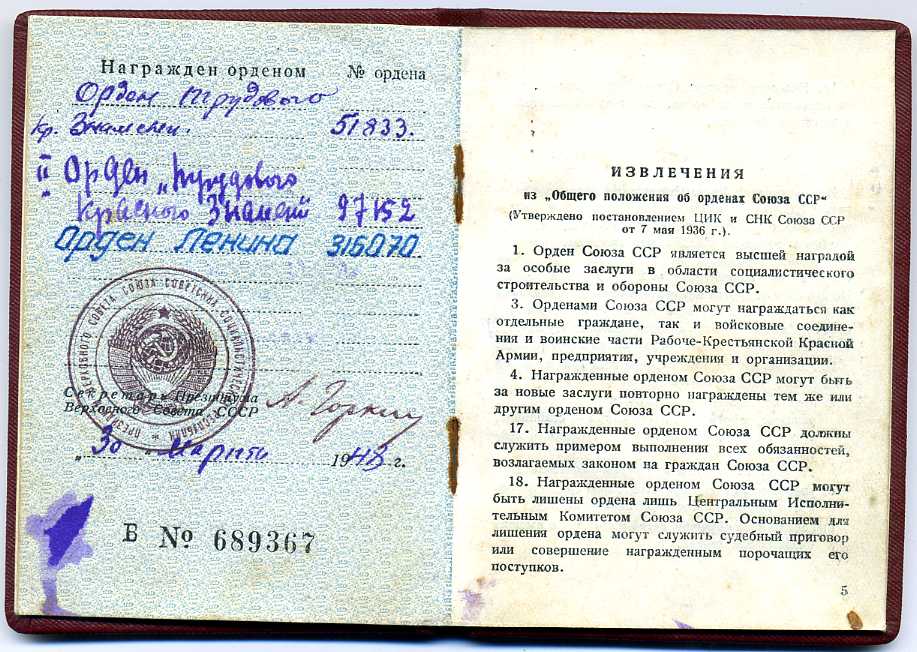 Награжден орденом № ордена
Орден Трудового
Кр. Знамени. 51833.
II Орден „Трудового
Красного Знамени" 97152
Орден Ленина 316070
ПРЕЗИДИУМ ВЕРХОВНОГО СОВЕТА СОЮЗА СОВЕТСКИХ СОЦИАЛИСТИЧЕСКИХ РЕСПУБЛИК
Секретарь Президиума
Верховного Совета СССР
А. Горкин
„30" Марта 1948 г.
Б № 689367
ИЗВЛЕЧЕНИЯ
из „Общего положения об орденах Союза ССР"
(Утверждено постановлением ЦИК и СНК Союза ССР
от 7 мая 1936 г.).
1. Орден Союза ССР является высшей наградой
за особые заслуги в области социалистического
строительства и обороны Союза ССР.
3. Орденами Союза ССР могут награждаться как
отдельные граждане, так и войсковые соедине-
ния и воинские части Рабоче-Крестьянской Красной
Армии, предприятия, учреждения и организации.
4. Награжденные орденом Союза ССР могут быть
за новые заслуги повторно награждены тем же или
другим орденом Союза ССР.
17. Награжденные орденом Союза ССР должны
служить примером выполнения всех обязанностей,
возлагаемых законом на граждан Союза ССР.
18. Награжденные орденом Союза ССР могут
быть лишены ордена лишь Центральным Исполни-
тельным Комитетом Союза ССР. Основанием для
лишения ордена могут служить судебный приговор
или совершение награжденным порочащих его
поступков.
5